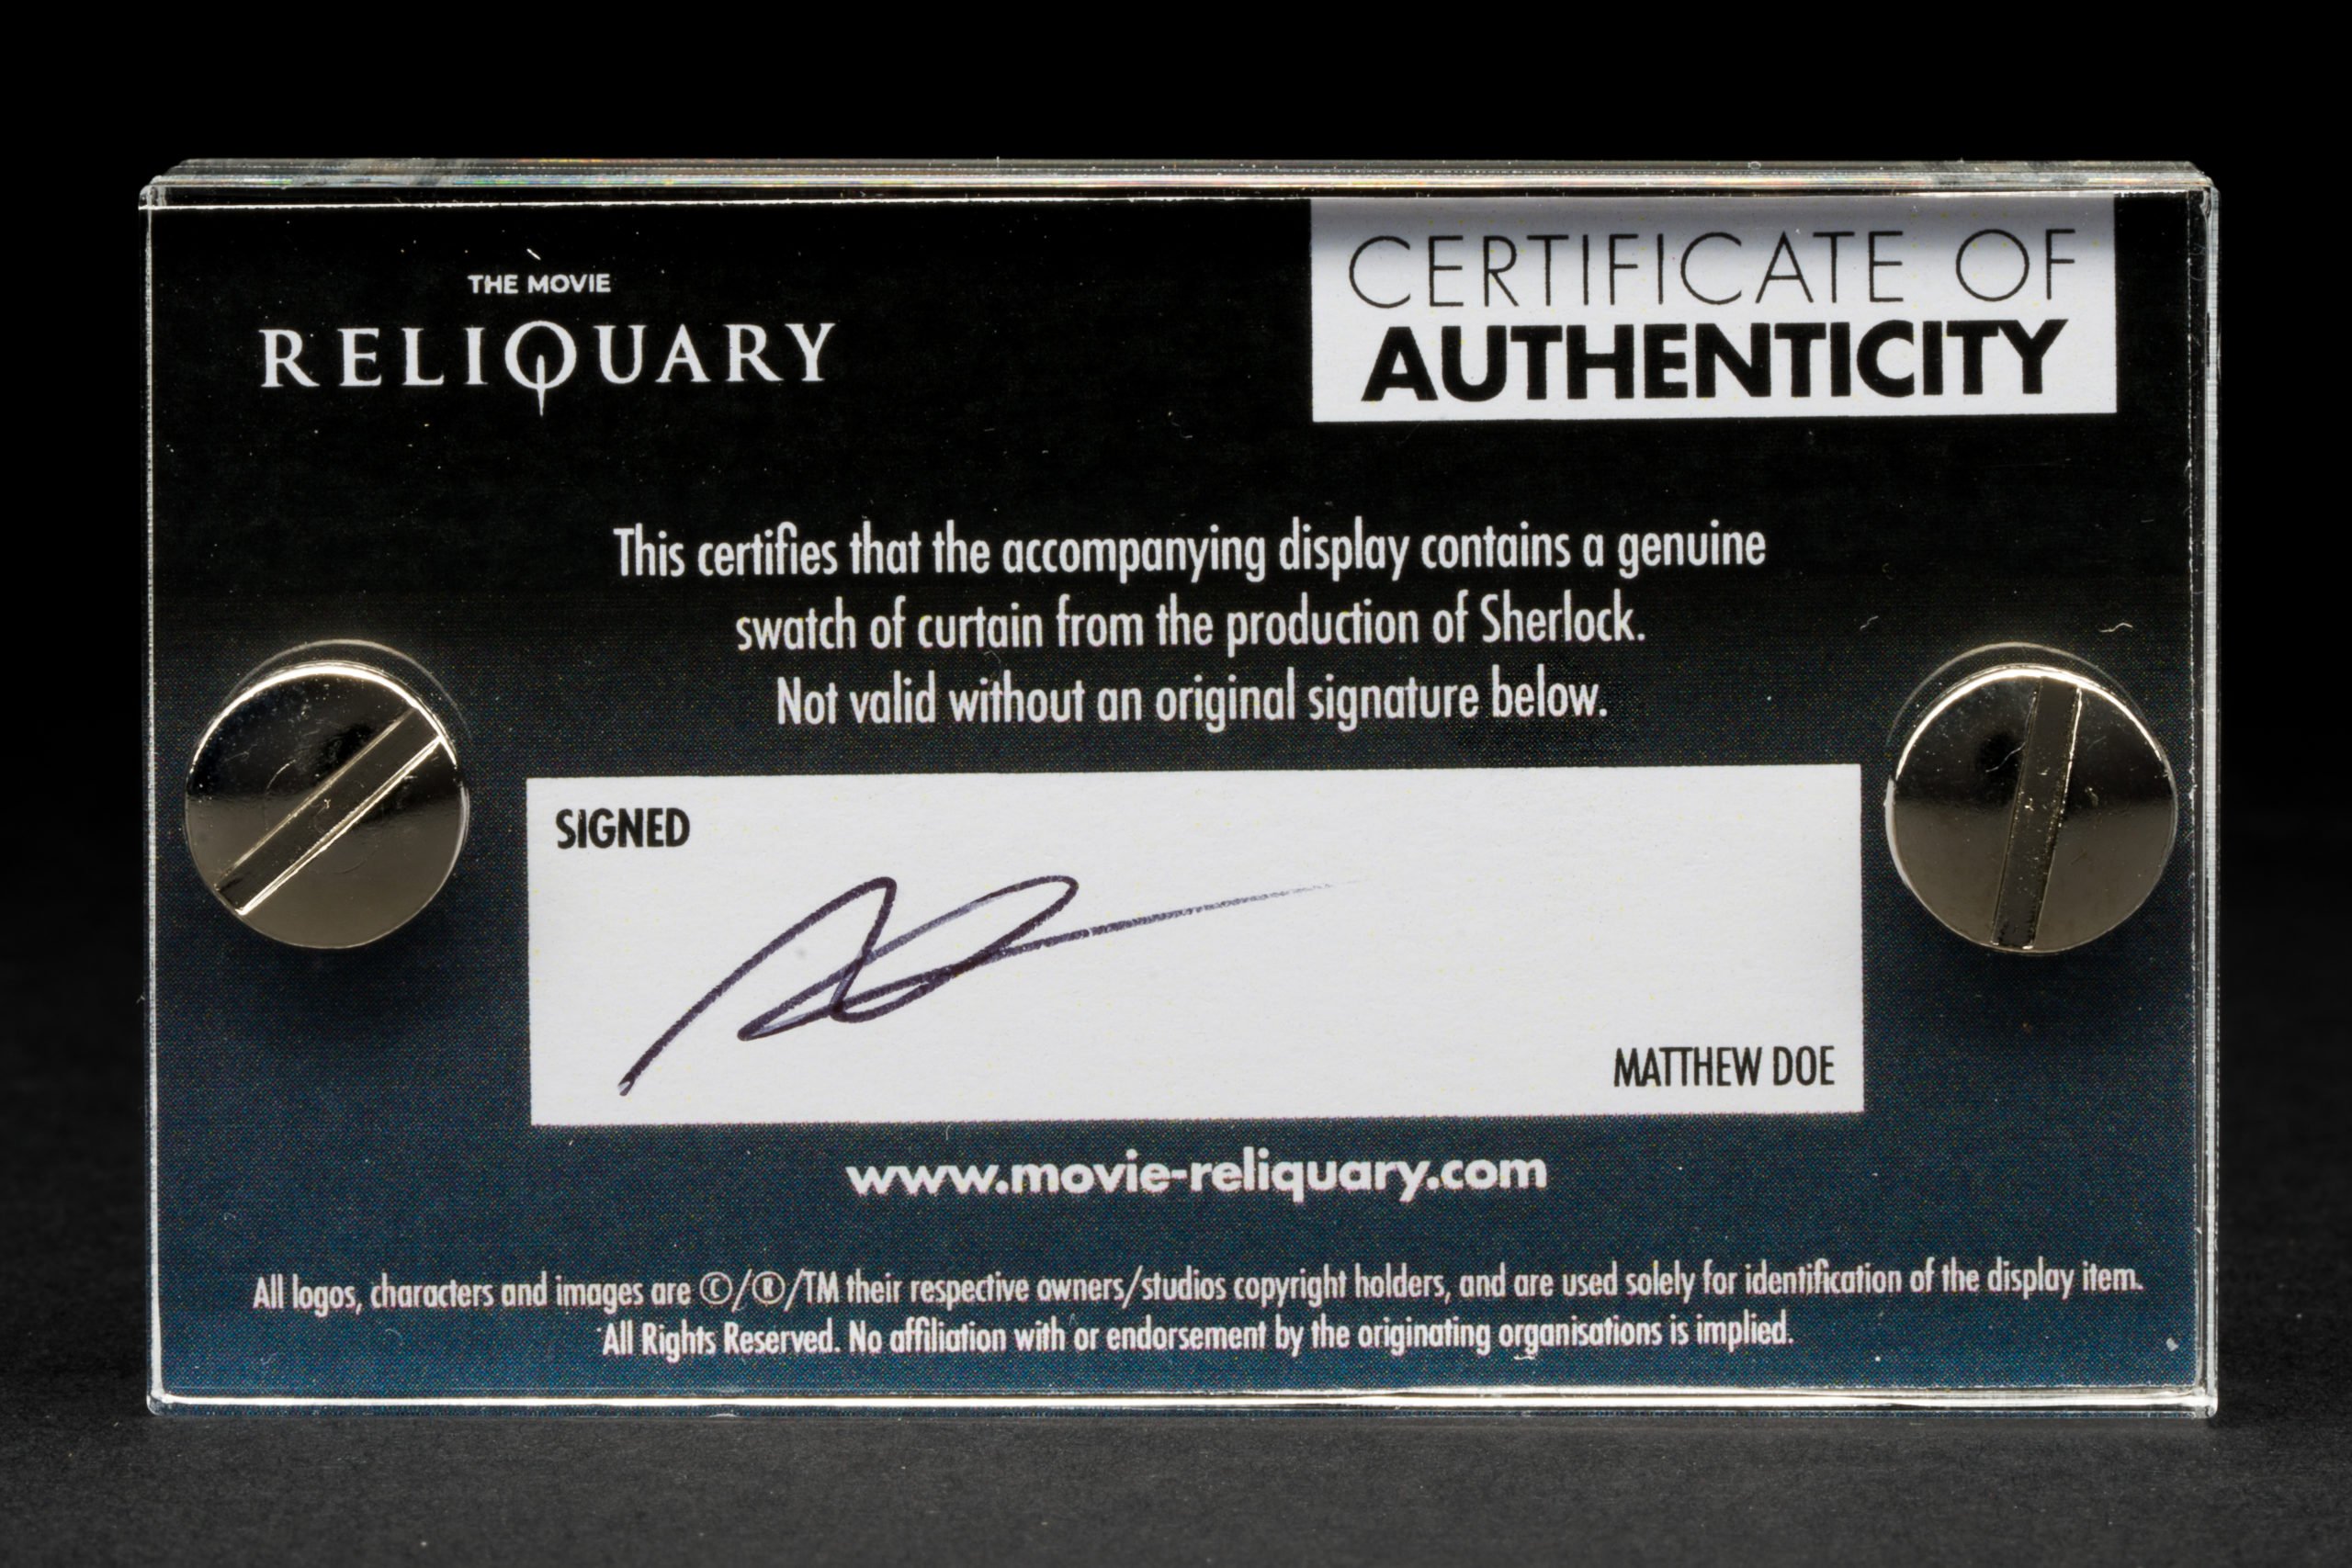 THE MOVIE
RELIQUARY
CERTIFICATE OF
AUTHENTICITY
This certifies that the accompanying display contains a genuine
swatch of curtain from the production of Sherlock.
Not valid without an original signature below.
SIGNED
MATTHEW DOE
www.movie-reliquary.com
All logos, characters and images are ©/®/TM their respective owners/studios copyright holders, and are used solely for identification of the display item.
All Rights Reserved. No affiliation with or endorsement by the originating organisations is implied.